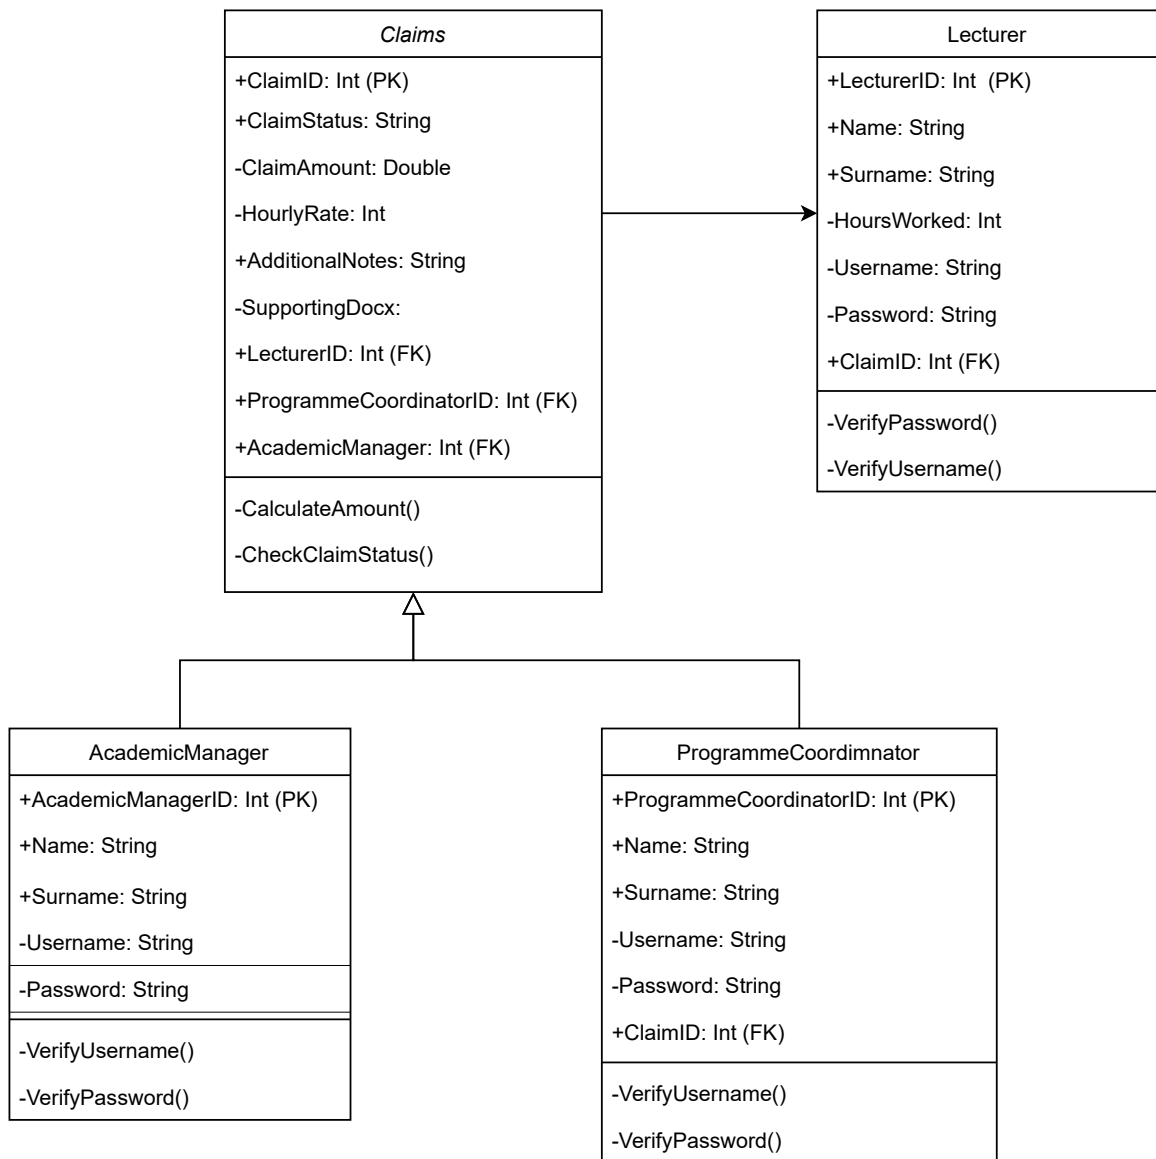 Claims
+ClaimID: Int (PK)
+ClaimStatus: String
-ClaimAmount: Double
-HourlyRate: Int
+AdditionalNotes: String
-SupportingDocx:
+LecturerID: Int (FK)
+ProgrammeCoordinatorID: Int (FK)
+AcademicManager: Int (FK)
-CalculateAmount()
-CheckClaimStatus()
Lecturer
+LecturerID: Int  (PK)
+Name: String
+Surname: String
-HoursWorked: Int
-Username: String
-Password: String
+ClaimID: Int (FK)
-VerifyPassword()
-VerifyUsername()
AcademicManager
+AcademicManagerID: Int (PK)
+Name: String
+Surname: String
-Username: String
-Password: String
-VerifyUsername()
-VerifyPassword()
ProgrammeCoordimnator
+ProgrammeCoordinatorID: Int (PK)
+Name: String
+Surname: String
-Username: String
-Password: String
+ClaimID: Int (FK)
-VerifyUsername()
-VerifyPassword()